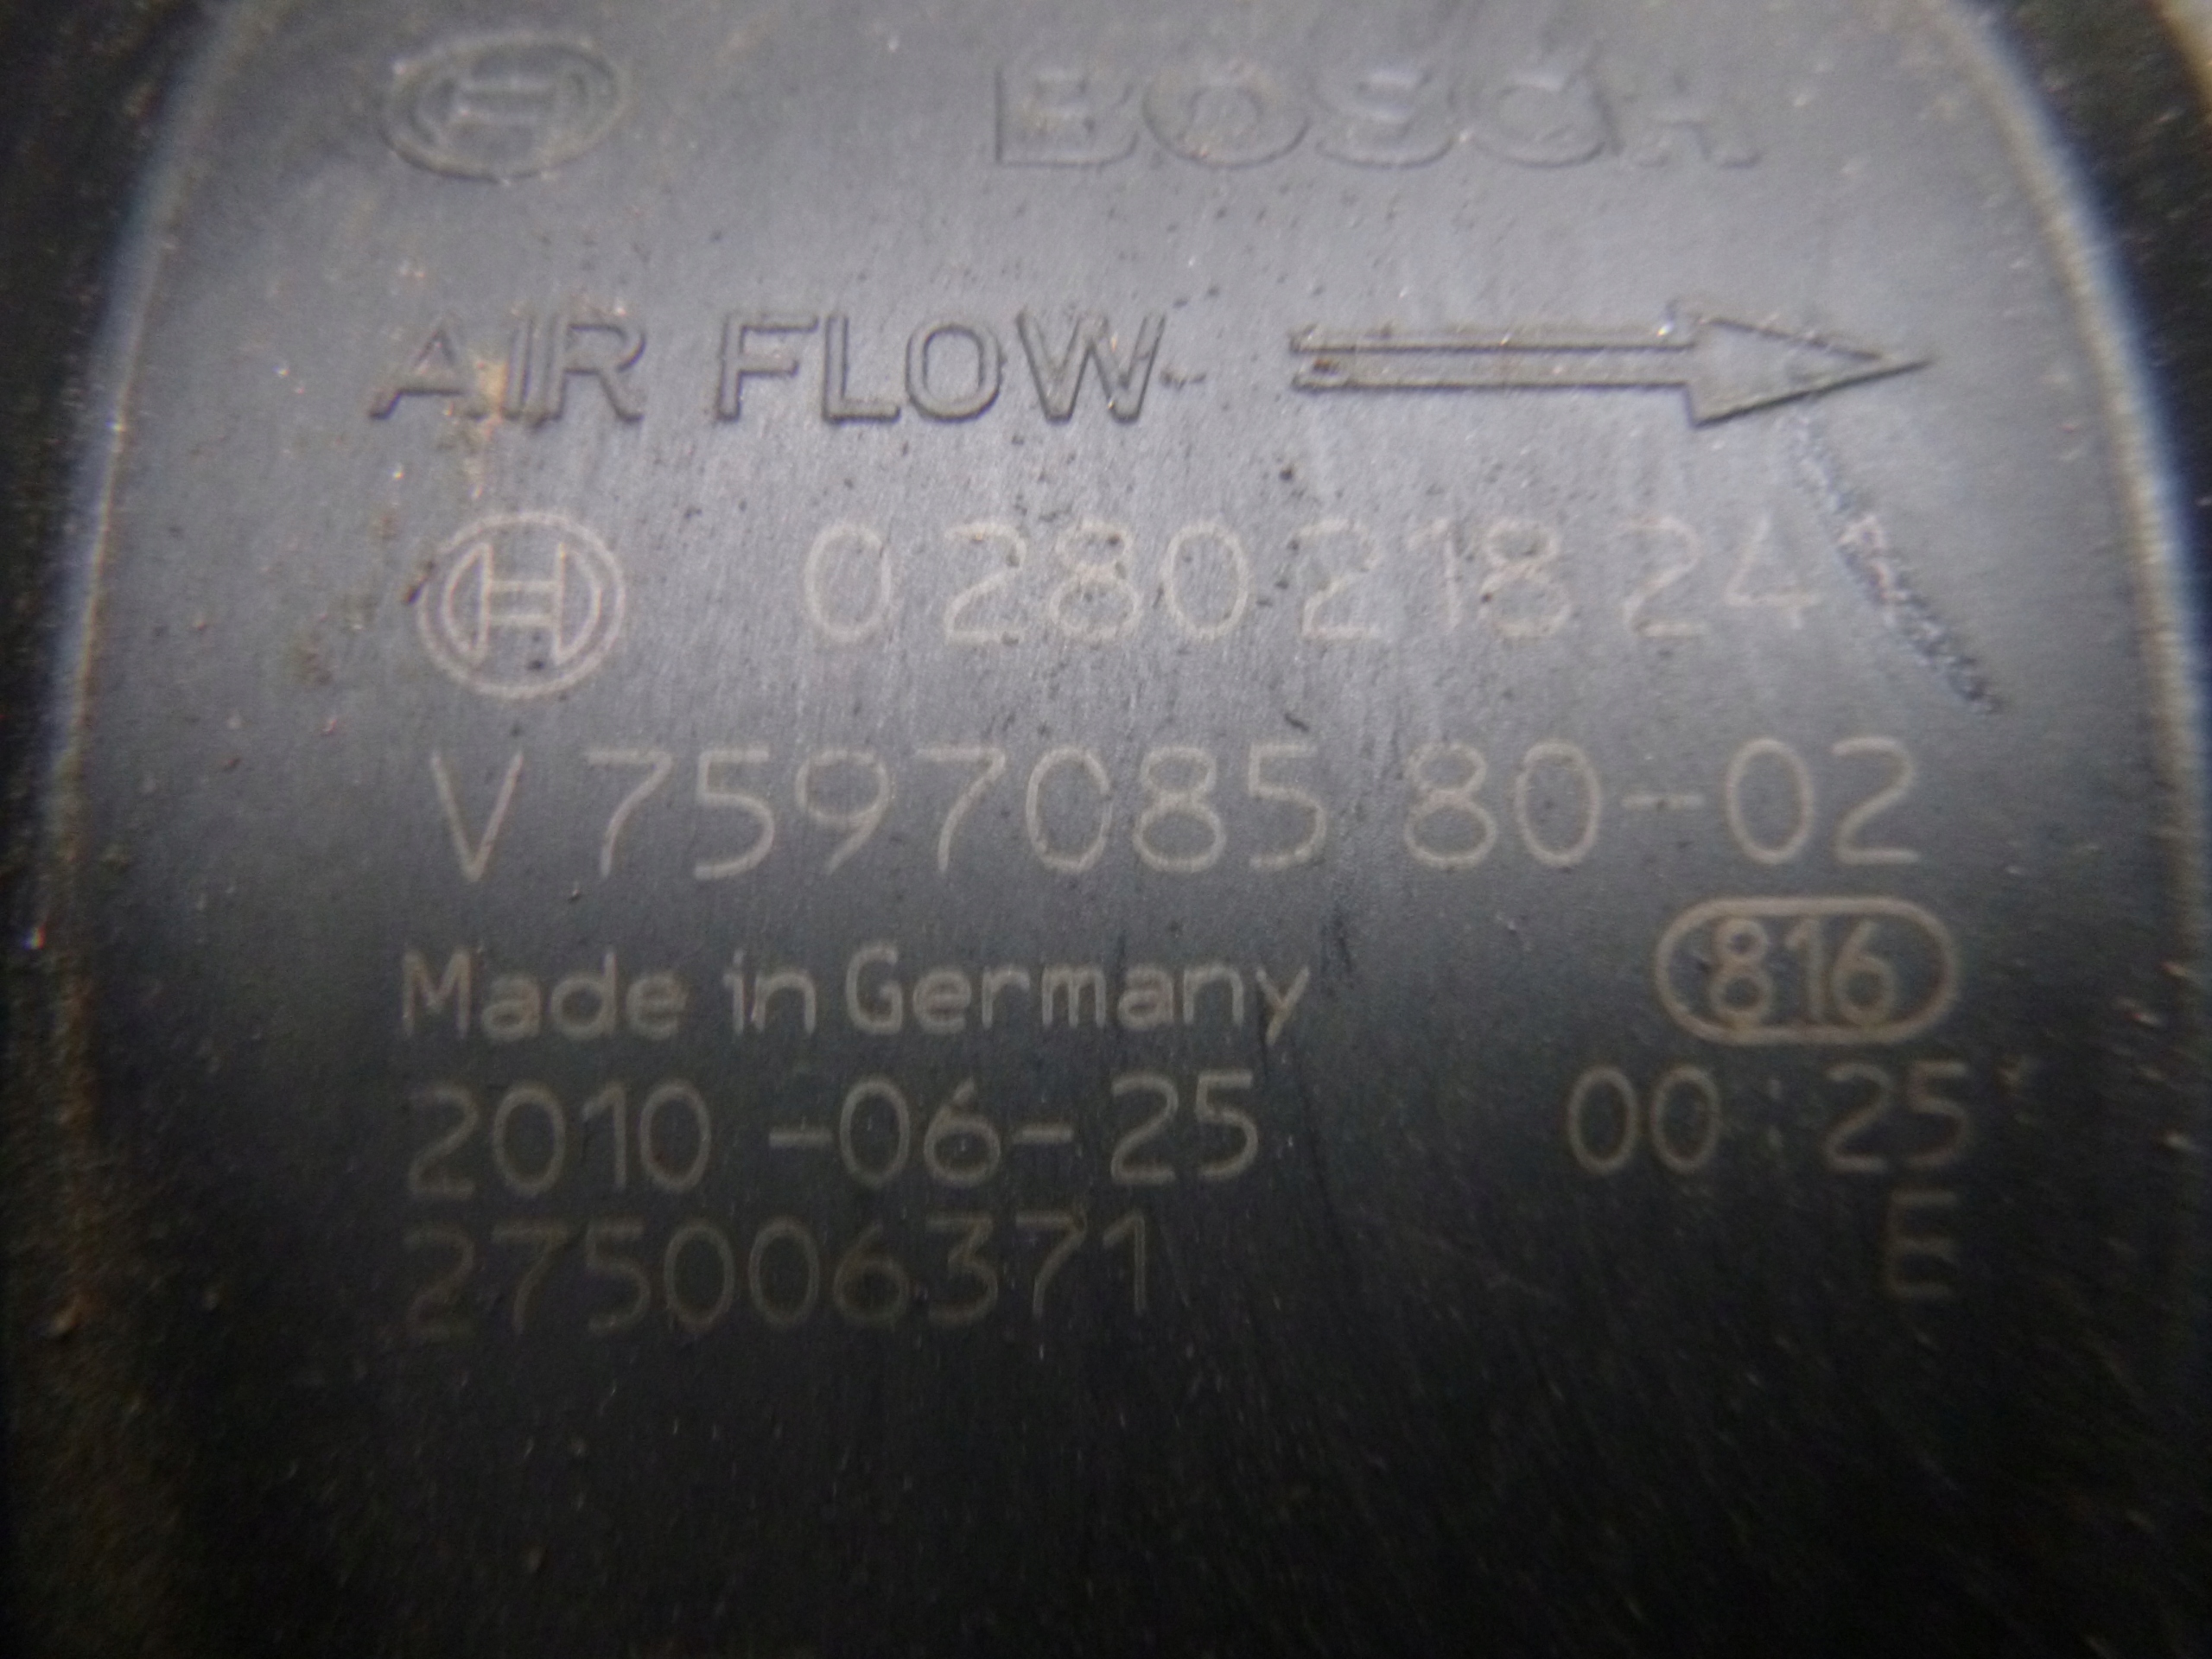 BOSCH
AIR FLOW
0 280 218 24
V 7597085 80-02
Made in Germany
816
2010-06-25
00:25
275006371
E